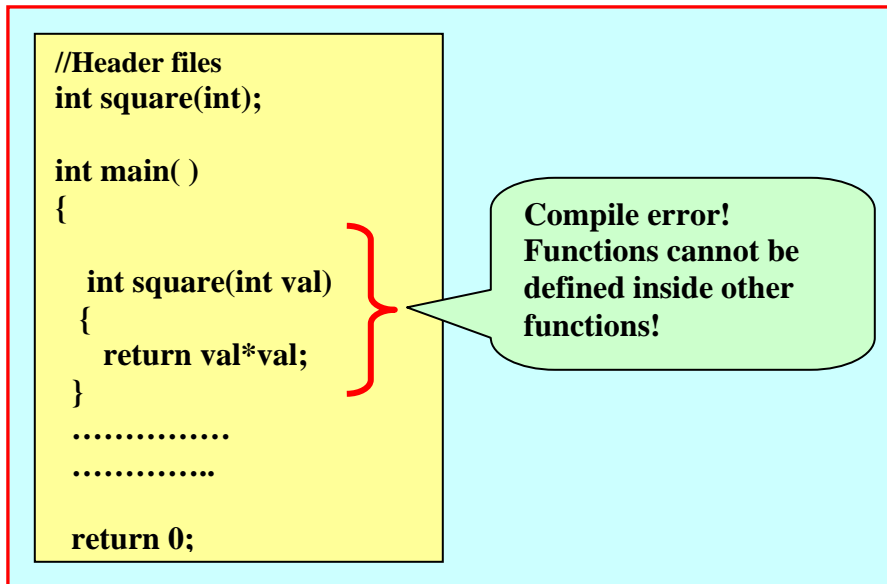 //Header files
int square(int);
int main( )
{
int square(int val)
{
return val*val;
}
……………
…………..
return 0;
Compile error!
Functions cannot be
defined inside other
functions!